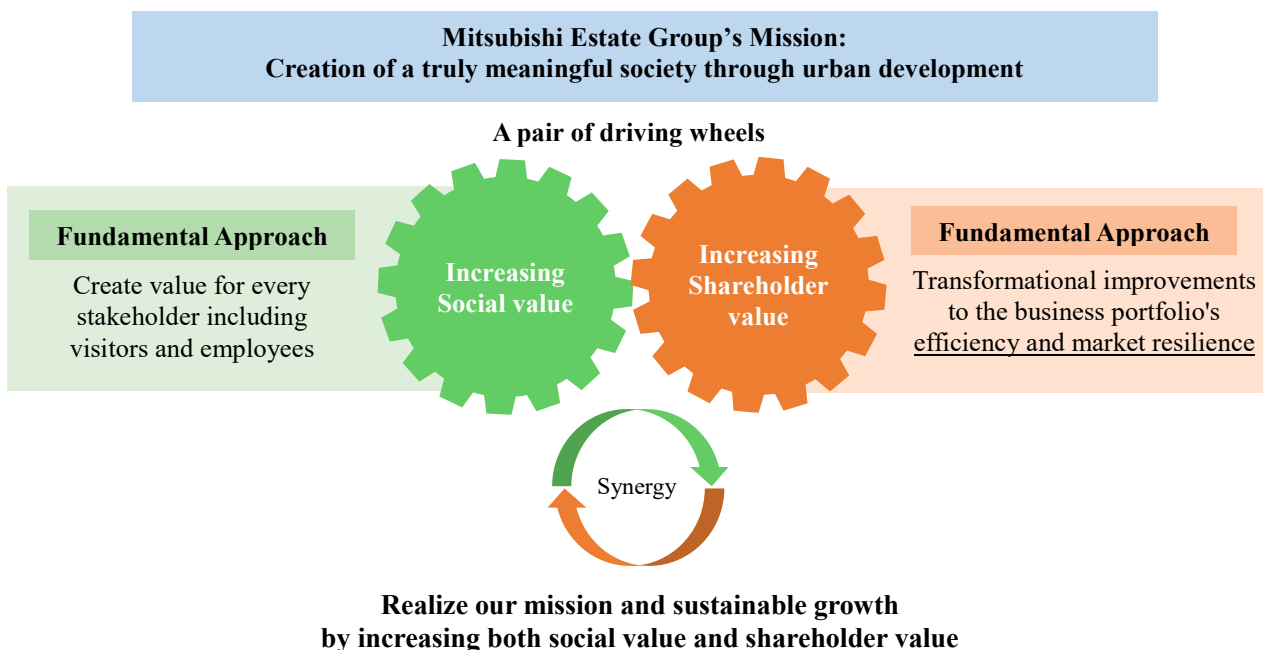 Mitsubishi Estate Group’s Mission:
Creation of a truly meaningful society through urban development
A pair of driving wheels
Fundamental Approach
Create value for every
stakeholder including
visitors and employees
Increasing
Social value
Increasing
Shareholder
value
Fundamental Approach
Transformational improvements
to the business portfolio's
efficiency and market resilience
Synergy
Realize our mission and sustainable growth
by increasing both social value and shareholder value